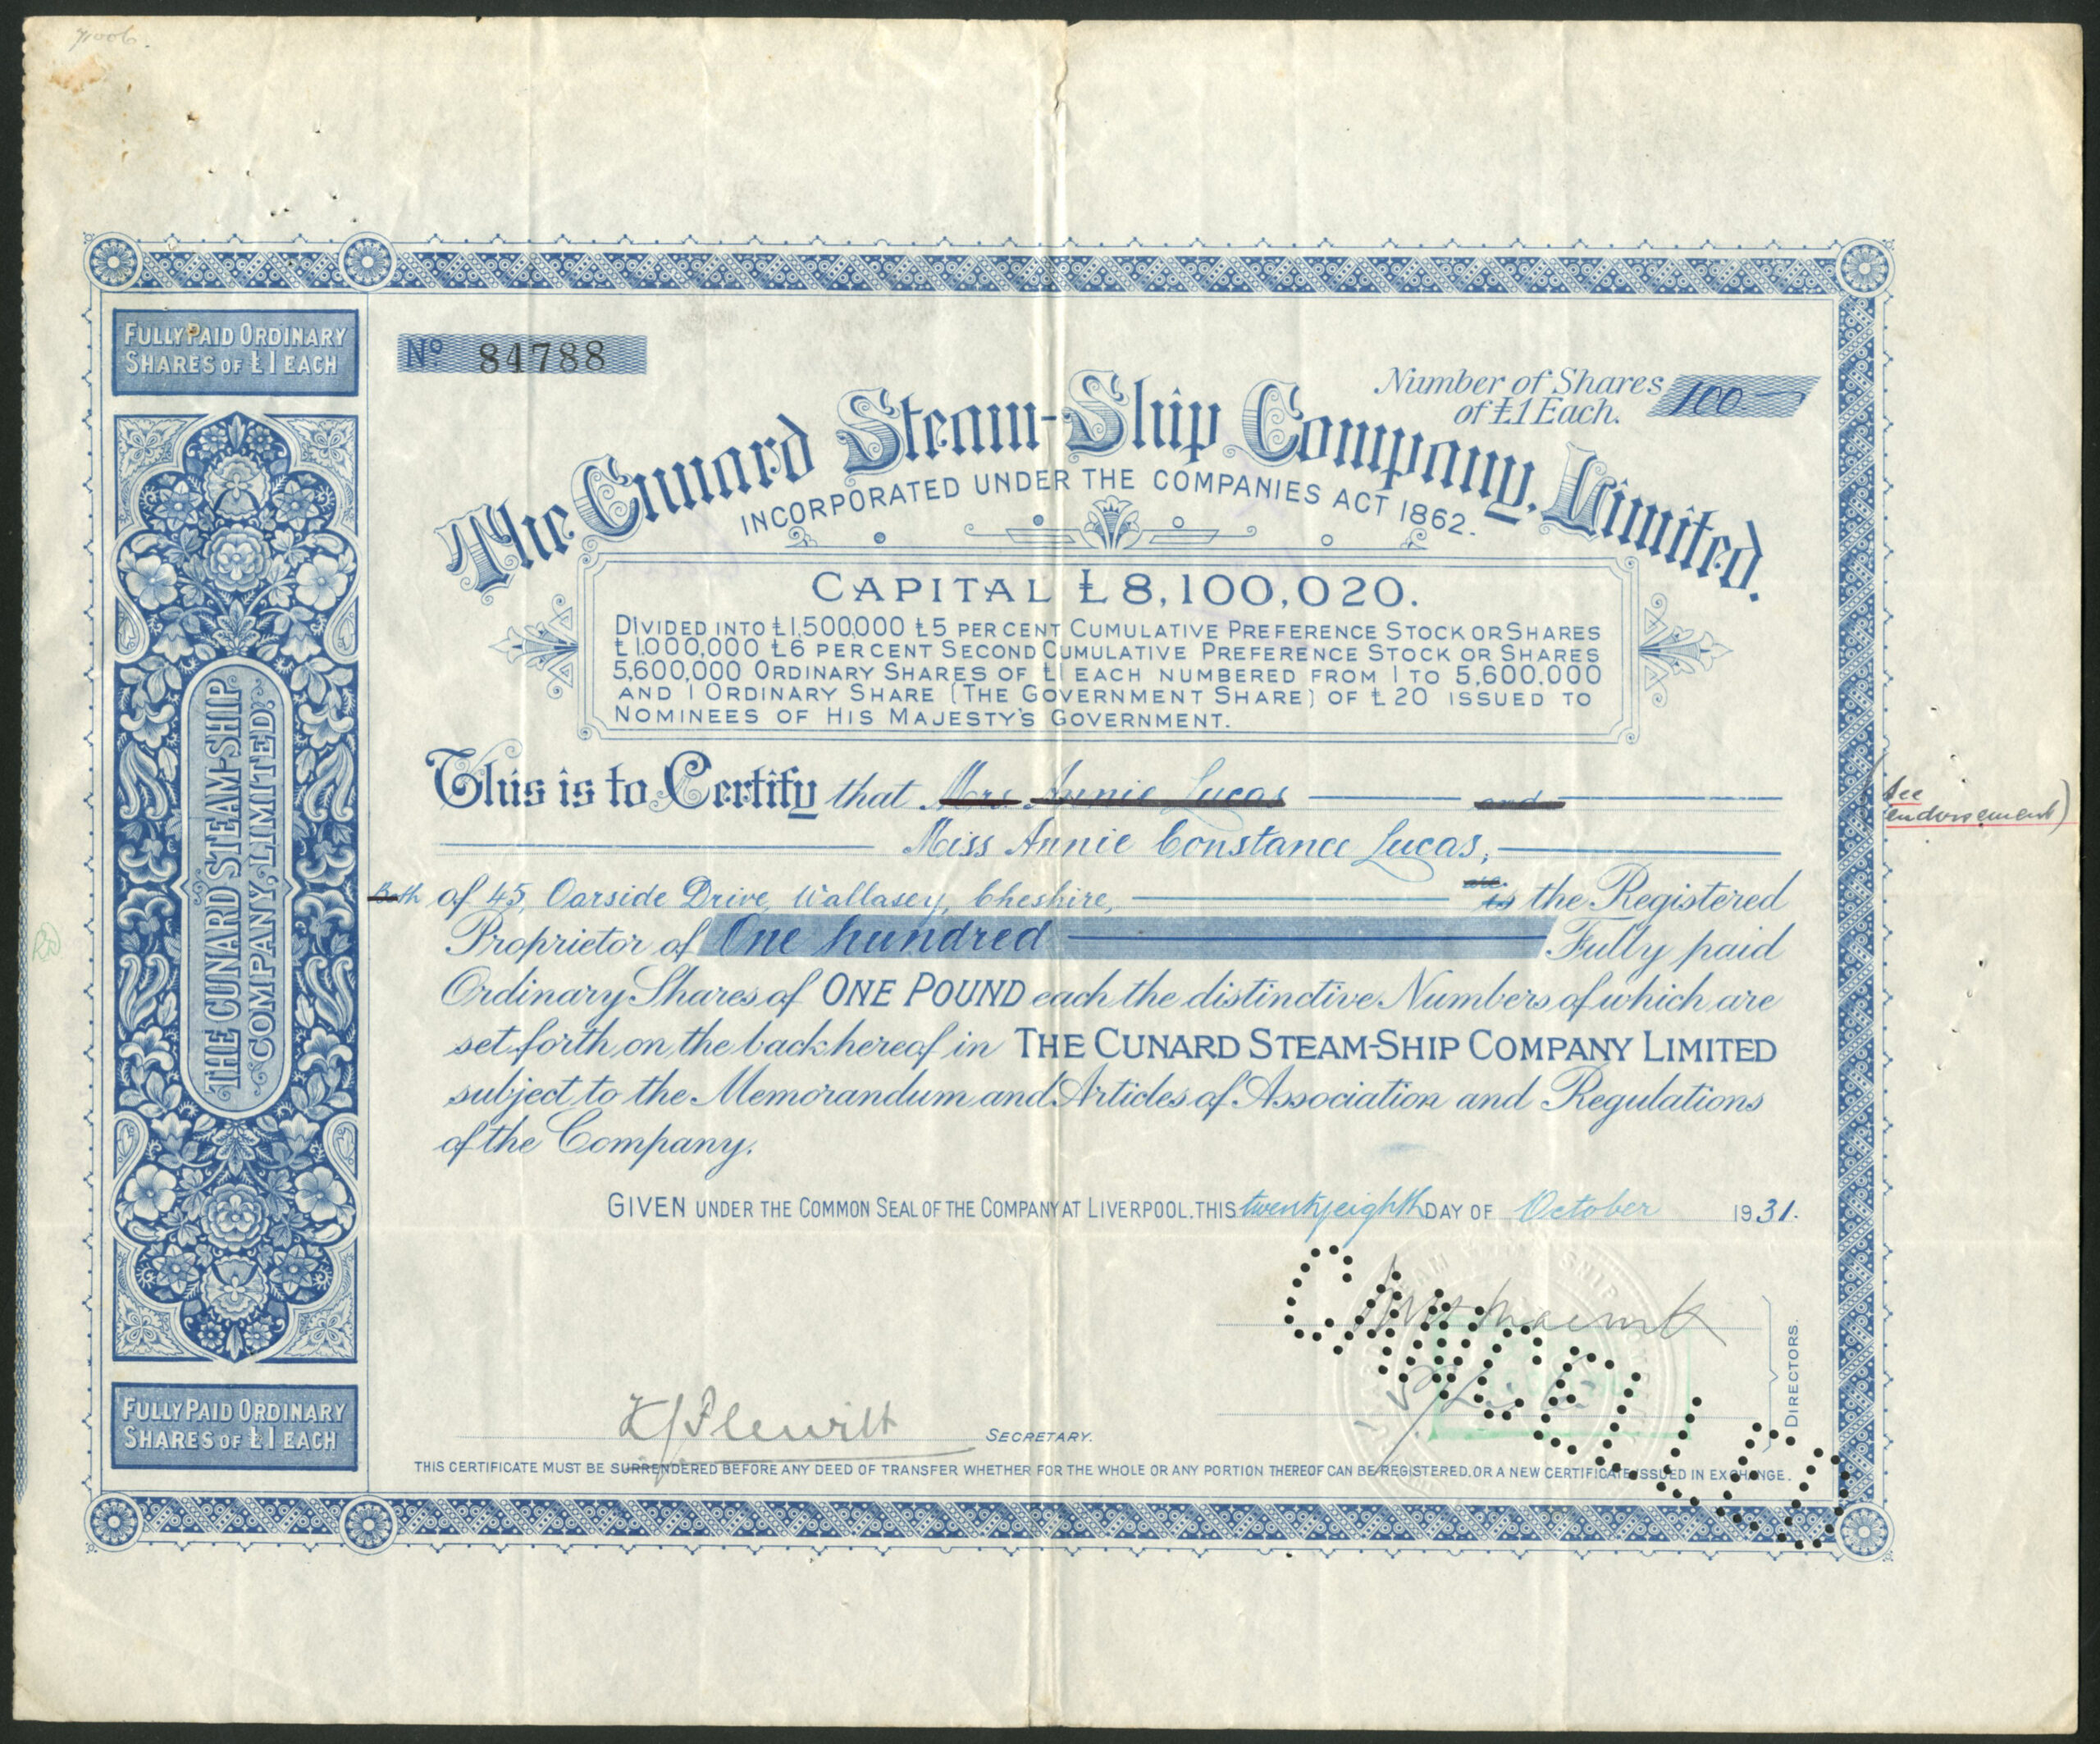 71006.
FULLY PAID ORDINARY
SHARES OF £1 EACH
No 84788
Number of Shares
of £1 Each.
100
The Cunard Steam-Ship Company, Limited.
INCORPORATED UNDER THE COMPANIES ACT 1862.
CAPITAL £8,100,020.
DIVIDED INTO £1,500,000 £5 PER CENT CUMULATIVE PREFERENCE STOCK OR SHARES
£1,000,000 £6 PER CENT SECOND CUMULATIVE PREFERENCE STOCK OR SHARES
5,600,000 ORDINARY SHARES OF £1 EACH NUMBERED FROM 1 TO 5,600,000
AND 1 ORDINARY SHARE (THE GOVERNMENT SHARE) OF £20 ISSUED TO
NOMINEES OF HIS MAJESTY'S GOVERNMENT.
THE CUNARD STEAM-SHIP
COMPANY, LIMITED.
This is to Certify that Mrs Annie Lucas and
(see
endorsement)
Miss Annie Constance Lucas,
Both of 45, Oarside Drive, Wallasey, Cheshire, are is the Registered
Proprietor of One hundred Fully paid
Ordinary Shares of ONE POUND each the distinctive Numbers of which are
set forth on the back hereof in THE CUNARD STEAM-SHIP COMPANY LIMITED
subject to the Memorandum and Articles of Association and Regulations
of the Company.
GIVEN UNDER THE COMMON SEAL OF THE COMPANY AT LIVERPOOL, THIS twentyeighth DAY OF October 1931.
CANCELLED
DIRECTORS.
FULLY PAID ORDINARY
SHARES OF £1 EACH
SECRETARY.
THIS CERTIFICATE MUST BE SURRENDERED BEFORE ANY DEED OF TRANSFER WHETHER FOR THE WHOLE OR ANY PORTION THEREOF CAN BE REGISTERED, OR A NEW CERTIFICATE ISSUED IN EXCHANGE.